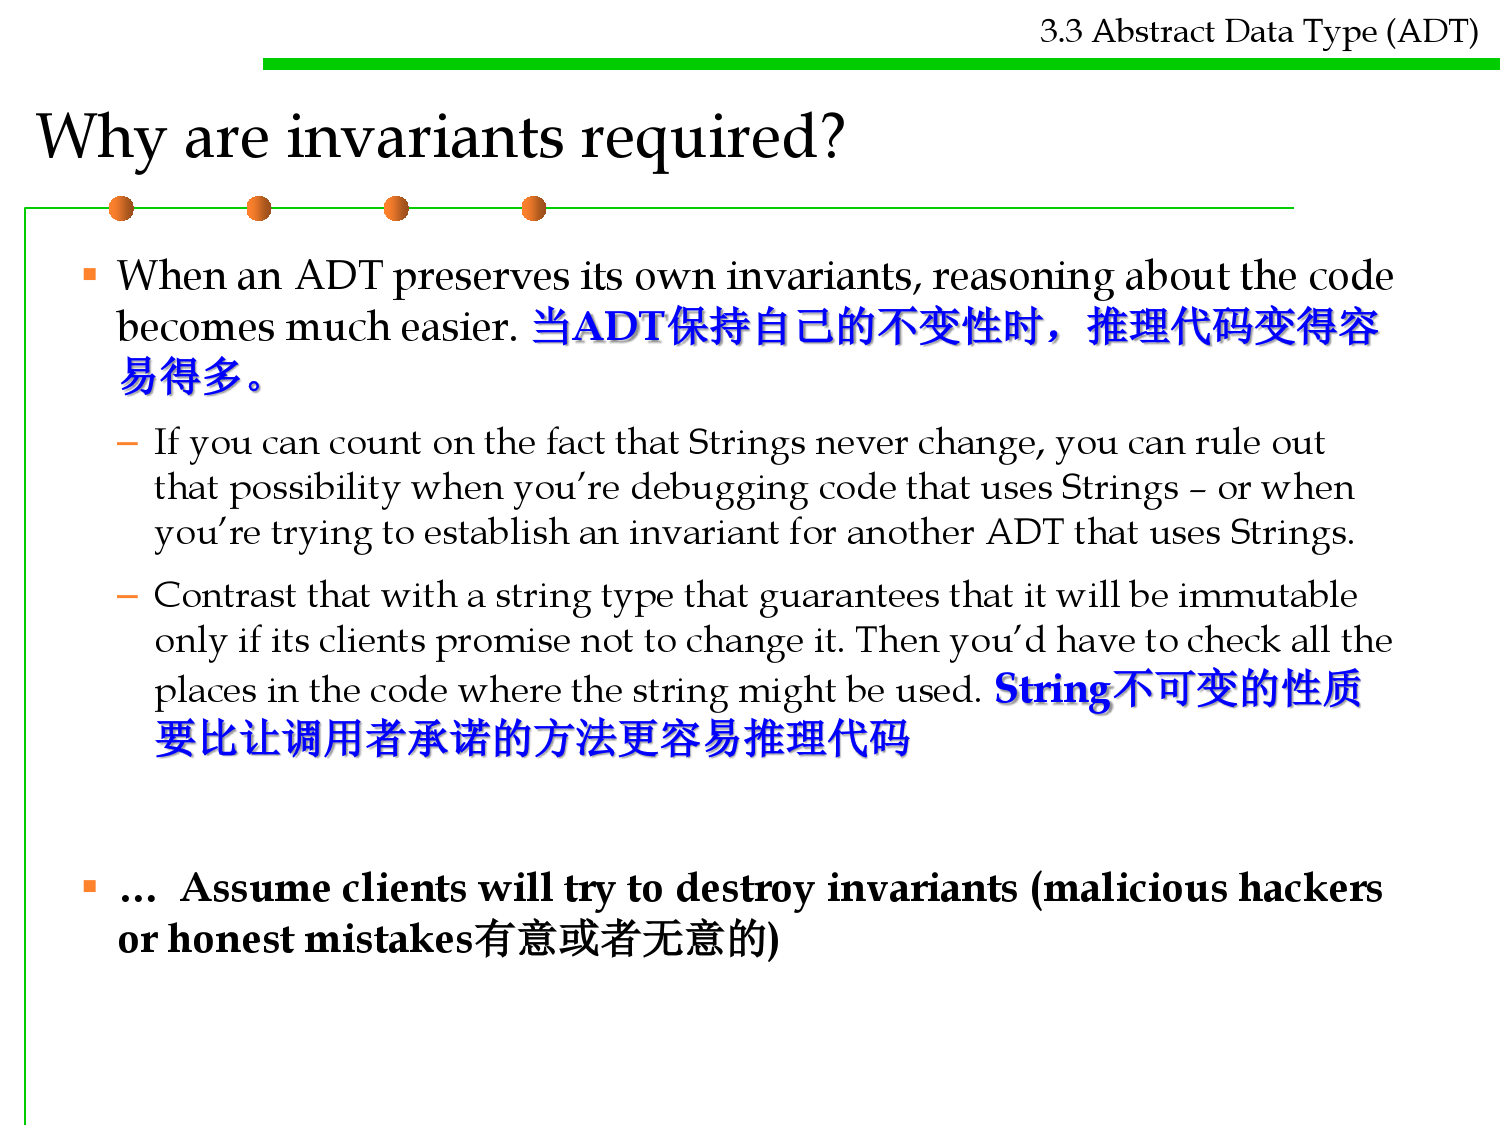 3.3 Abstract Data Type (ADT)
Why are invariants required?
▪ When an ADT preserves its own invariants, reasoning about the code
becomes much easier. 当ADT保持自己的不变性时，推理代码变得容
易得多。
– If you can count on the fact that Strings never change, you can rule out
that possibility when you’re debugging code that uses Strings – or when
you’re trying to establish an invariant for another ADT that uses Strings.
– Contrast that with a string type that guarantees that it will be immutable
only if its clients promise not to change it. Then you’d have to check all the
places in the code where the string might be used. String不可变的性质
要比让调用者承诺的方法更容易推理代码
▪ … Assume clients will try to destroy invariants (malicious hackers
or honest mistakes有意或者无意的)